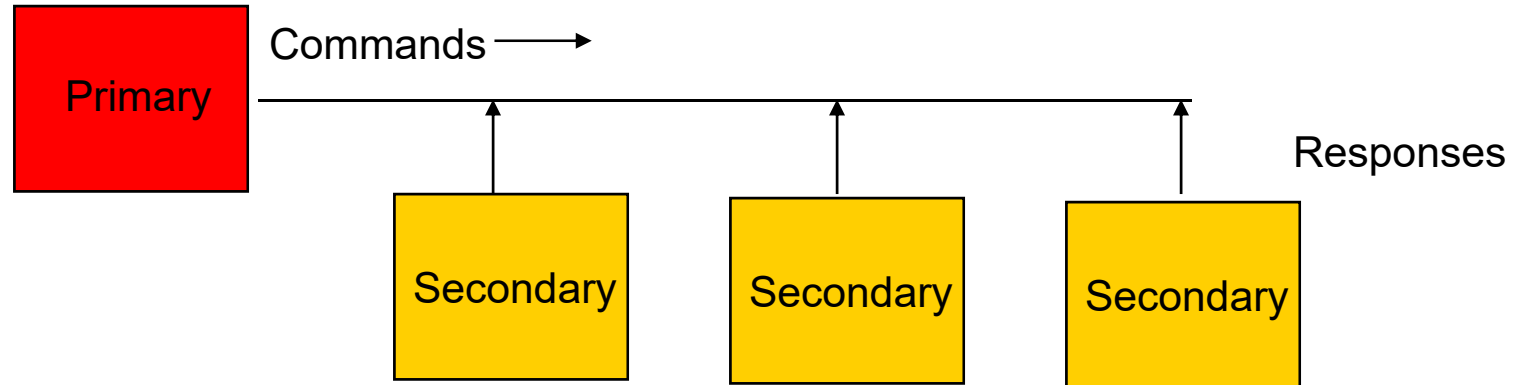 Commands
Primary
Responses
Secondary
Secondary
Secondary